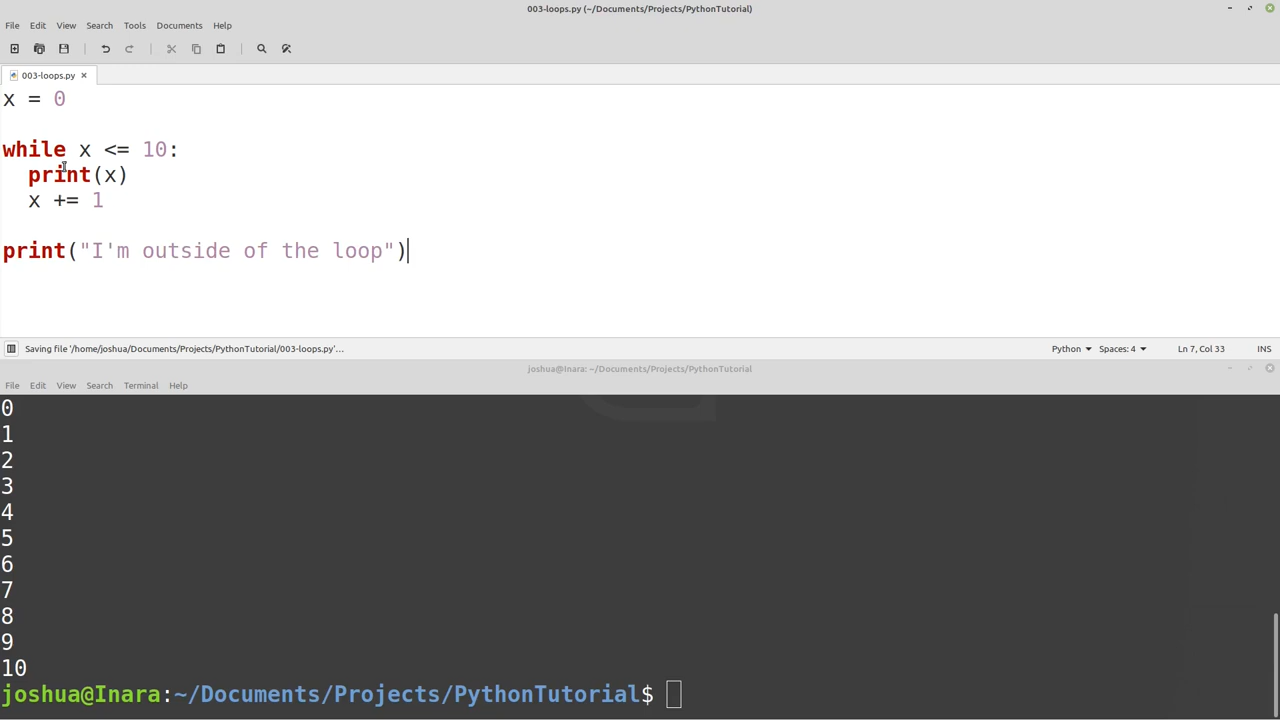 003-loops.py (~/Documents/Projects/PythonTutorial)
File Edit View Search Tools Documents Help
003-loops.py ×
x = 0
while x <= 10:
  print(x)
  x += 1
print("I'm outside of the loop")
Saving file '/home/joshua/Documents/Projects/PythonTutorial/003-loops.py'… Python Spaces: 4 Ln 7, Col 33 INS
joshua@Inara: ~/Documents/Projects/PythonTutorial
File Edit View Search Terminal Help
0
1
2
3
4
5
6
7
8
9
10
joshua@Inara:~/Documents/Projects/PythonTutorial$